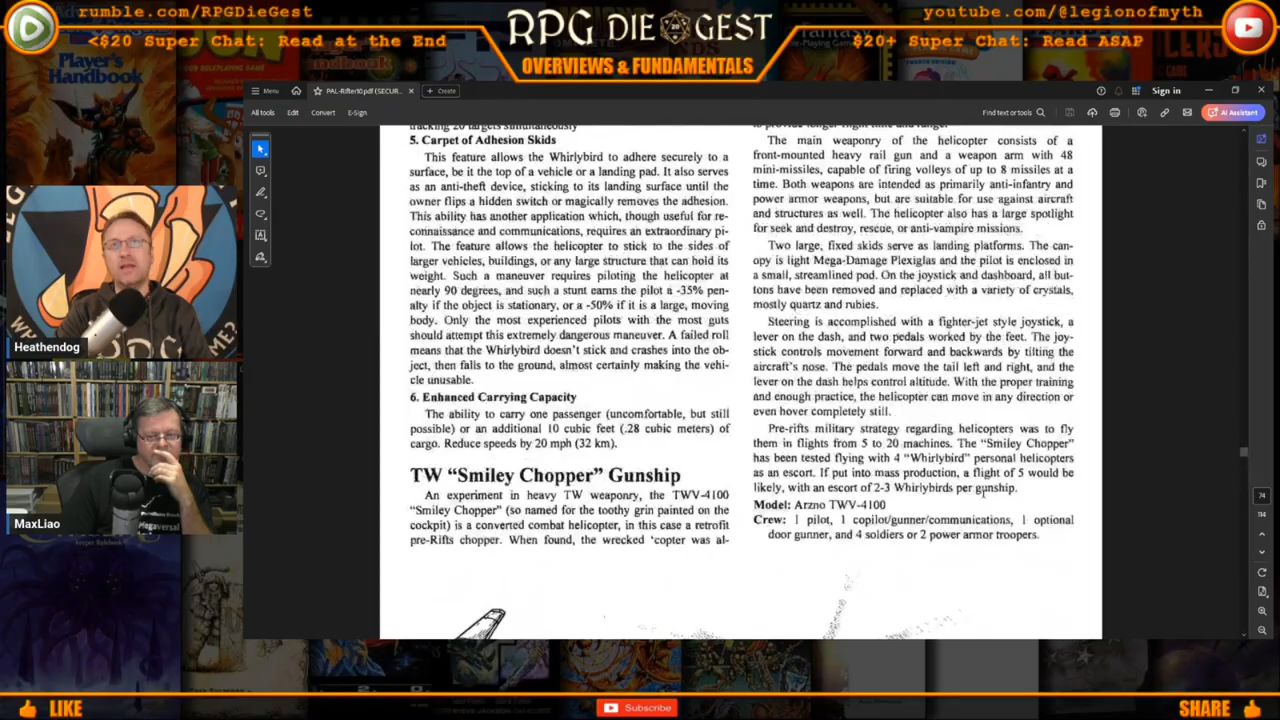 rumble.com/RPGDieGest
<$20 Super Chat: Read at the End
RPG DIE GEST
OVERVIEWS & FUNDAMENTALS
youtube.com/@legionofmyth
$20+ Super Chat: Read ASAP
Player's
Handbook
Menu
PAL-Rifter10.pdf (SECUR...
+ Create
Sign in
All tools
Edit
Convert
E-Sign
Find text or tools
AI Assistant
tracking 20 targets simultaneously
5. Carpet of Adhesion Skids
This feature allows the Whirlybird to adhere securely to a
surface, be it the top of a vehicle or a landing pad. It also serves
as an anti-theft device, sticking to its landing surface until the
owner flips a hidden switch or magically removes the adhesion.
This ability has another application which, though useful for re-
connaissance and communications, requires an extraordinary pi-
lot. The feature allows the helicopter to stick to the sides of
larger vehicles, buildings, or any large structure that can hold its
weight. Such a maneuver requires piloting the helicopter at
nearly 90 degrees, and such a stunt earns the pilot a -35% pen-
alty if the object is stationary, or a -50% if it is a large, moving
body. Only the most experienced pilots with the most guts
should attempt this extremely dangerous maneuver. A failed roll
means that the Whirlybird doesn't stick and crashes into the ob-
ject, then falls to the ground, almost certainly making the vehi-
cle unusable.
6. Enhanced Carrying Capacity
The ability to carry one passenger (uncomfortable, but still
possible) or an additional 10 cubic feet (.28 cubic meters) of
cargo. Reduce speeds by 20 mph (32 km).
TW "Smiley Chopper" Gunship
An experiment in heavy TW weaponry, the TWV-4100
"Smiley Chopper" (so named for the toothy grin painted on the
cockpit) is a converted combat helicopter, in this case a retrofit
pre-Rifts chopper. When found, the wrecked 'copter was al-
to provide longer flight time and range.
The main weaponry of the helicopter consists of a
front-mounted heavy rail gun and a weapon arm with 48
mini-missiles, capable of firing volleys of up to 8 missiles at a
time. Both weapons are intended as primarily anti-infantry and
power armor weapons, but are suitable for use against aircraft
and structures as well. The helicopter also has a large spotlight
for seek and destroy, rescue, or anti-vampire missions.
Two large, fixed skids serve as landing platforms. The can-
opy is light Mega-Damage Plexiglas and the pilot is enclosed in
a small, streamlined pod. On the joystick and dashboard, all but-
tons have been removed and replaced with a variety of crystals,
mostly quartz and rubies.
Steering is accomplished with a fighter-jet style joystick, a
lever on the dash, and two pedals worked by the feet. The joy-
stick controls movement forward and backwards by tilting the
aircraft's nose. The pedals move the tail left and right, and the
lever on the dash helps control altitude. With the proper training
and enough practice, the helicopter can move in any direction or
even hover completely still.
Pre-rifts military strategy regarding helicopters was to fly
them in flights from 5 to 20 machines. The "Smiley Chopper"
has been tested flying with 4 "Whirlybird" personal helicopters
as an escort. If put into mass production, a flight of 5 would be
likely, with an escort of 2-3 Whirlybirds per gunship.
Model: Arzno TWV-4100
Crew: 1 pilot, 1 copilot/gunner/communications, 1 optional
door gunner, and 4 soldiers or 2 power armor troopers.
74
114
Heathendog
MaxLiao
LIKE
Subscribe
SHARE